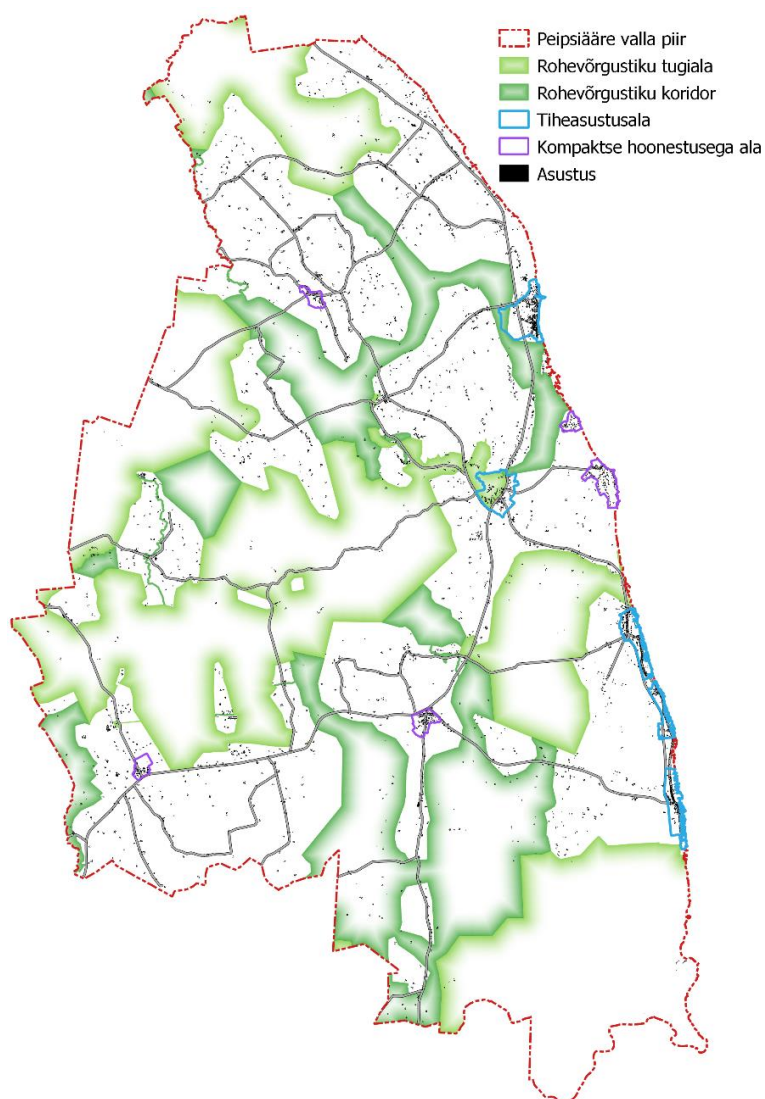 Peipsiääre valla piir
Rohevõrgustiku tugiala
Rohevõrgustiku koridor
Tiheasustusala
Kompaktse hoonestusega ala
Asustus